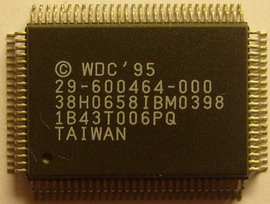 © WDC '95
29-600464-000
38H0658IBM0398
1B43T006PQ
TAIWAN